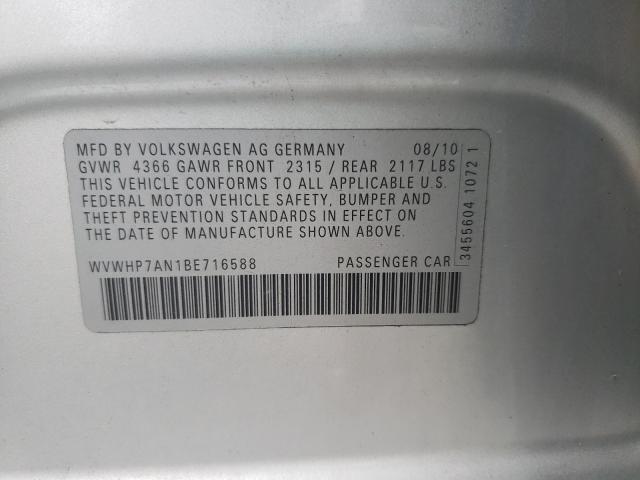 MFD BY VOLKSWAGEN AG GERMANY 08/10
GVWR 4366 GAWR FRONT 2315 / REAR 2117 LBS
THIS VEHICLE CONFORMS TO ALL APPLICABLE U.S.
FEDERAL MOTOR VEHICLE SAFETY, BUMPER AND
THEFT PREVENTION STANDARDS IN EFFECT ON
THE DATE OF MANUFACTURE SHOWN ABOVE.
WVWHP7AN1BE716588 PASSENGER CAR
3455604 1072 1